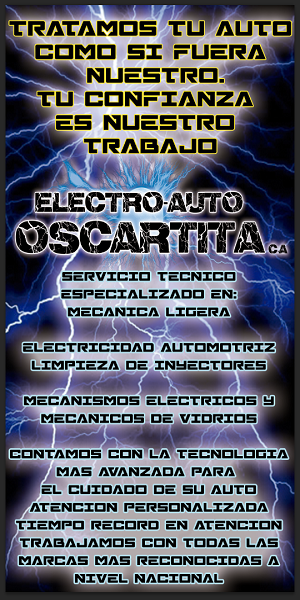 TRATAMOS TU AUTO
COMO SI FUERA
NUESTRO.
TU CONFIANZA
ES NUESTRO
TRABAJO
ELECTRO-AUTO
OSCARTITA CA
SERVICIO TECNICO
ESPECIALIZADO EN:
MECANICA LIGERA
ELECTRICIDAD AUTOMOTRIZ
LIMPIEZA DE INYECTORES
MECANISMOS ELECTRICOS Y
MECANICOS DE VIDRIOS
CONTAMOS CON LA TECNOLOGIA
MAS AVANZADA PARA
EL CUIDADO DE SU AUTO
ATENCION PERSONALIZADA
TIEMPO RECORD EN ATENCION
TRABAJAMOS CON TODAS LAS
MARCAS MAS RECONOCIDAS A
NIVEL NACIONAL